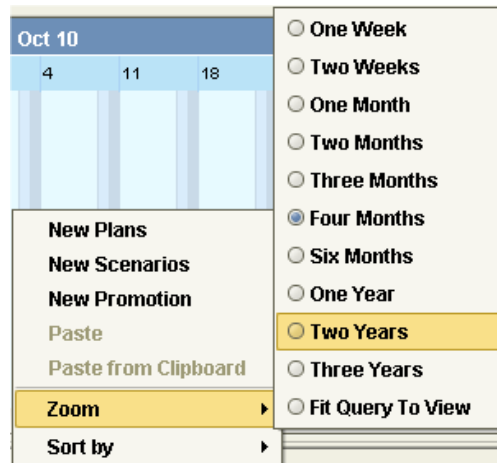 Oct 10
4 11 18
New Plans
New Scenarios
New Promotion
Paste
Paste from Clipboard
Zoom
Sort by
One Week
Two Weeks
One Month
Two Months
Three Months
Four Months
Six Months
One Year
Two Years
Three Years
Fit Query To View